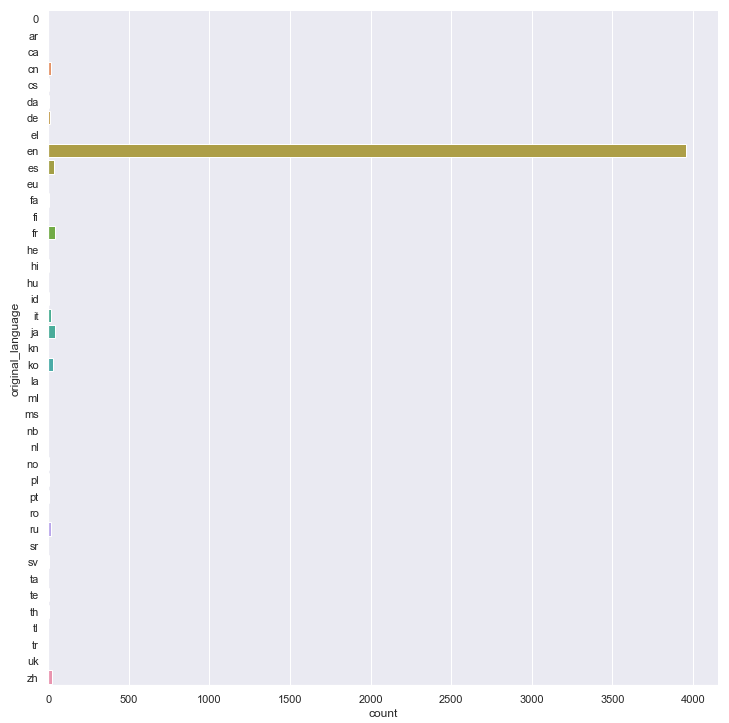 0
ar
ca
cn
cs
da
de
el
en
es
eu
fa
fi
fr
he
hi
hu
id
it
ja
kn
ko
la
ml
ms
nb
nl
no
pl
pt
ro
ru
sr
sv
ta
te
th
tl
tr
uk
zh
original_language
0 500 1000 1500 2000 2500 3000 3500 4000
count